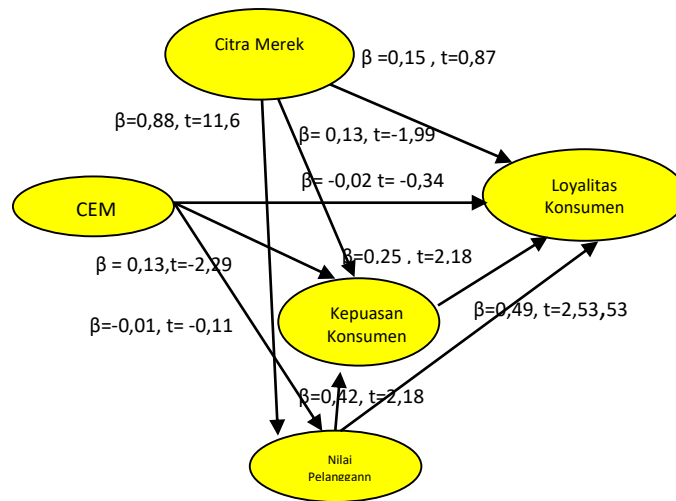 Citra Merek
β =0,15 , t=0,87
β=0,88, t=11,6
β= 0,13, t=-1,99
β= -0,02 t= -0,34
Loyalitas
Konsumen
CEM
β = 0,13,t=-2,29
β=0,25 , t=2,18
β=0,49, t=2,53,53
Kepuasan
Konsumen
β=-0,01, t= -0,11
β=0,42, t=2,18
Nilai
Pelanggann